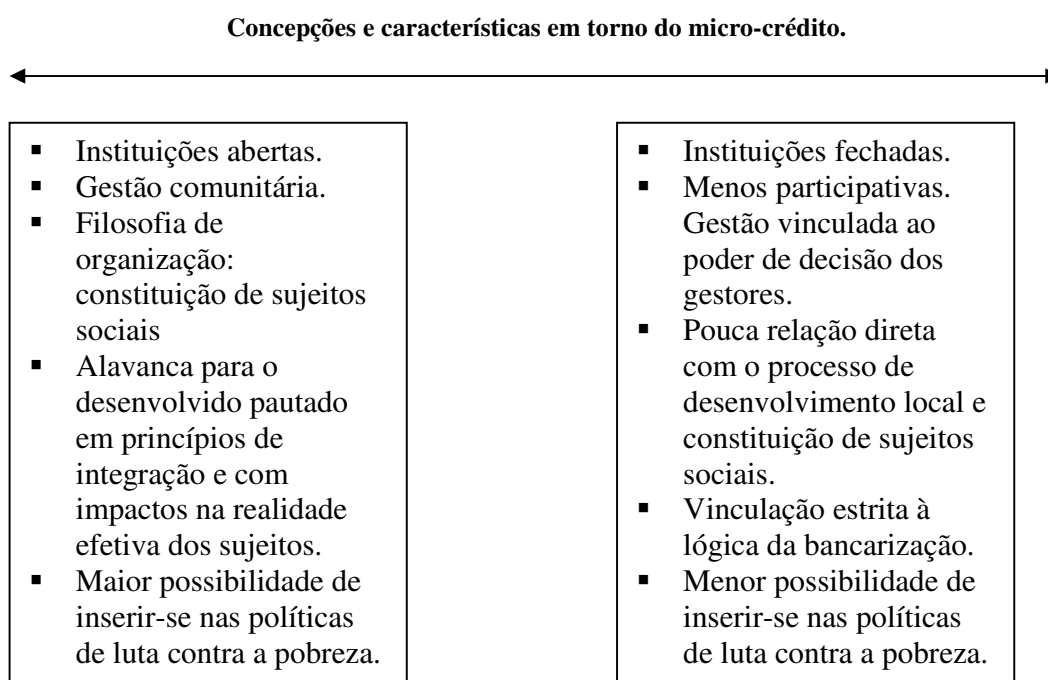 Concepções e características em torno do micro-crédito.
▪ Instituições abertas.
▪ Gestão comunitária.
▪ Filosofia de
organização:
constituição de sujeitos
sociais
▪ Alavanca para o
desenvolvido pautado
em princípios de
integração e com
impactos na realidade
efetiva dos sujeitos.
▪ Maior possibilidade de
inserir-se nas políticas
de luta contra a pobreza.
▪ Instituições fechadas.
▪ Menos participativas.
Gestão vinculada ao
poder de decisão dos
gestores.
▪ Pouca relação direta
com o processo de
desenvolvimento local e
constituição de sujeitos
sociais.
▪ Vinculação estrita à
lógica da bancarização.
▪ Menor possibilidade de
inserir-se nas políticas
de luta contra a pobreza.